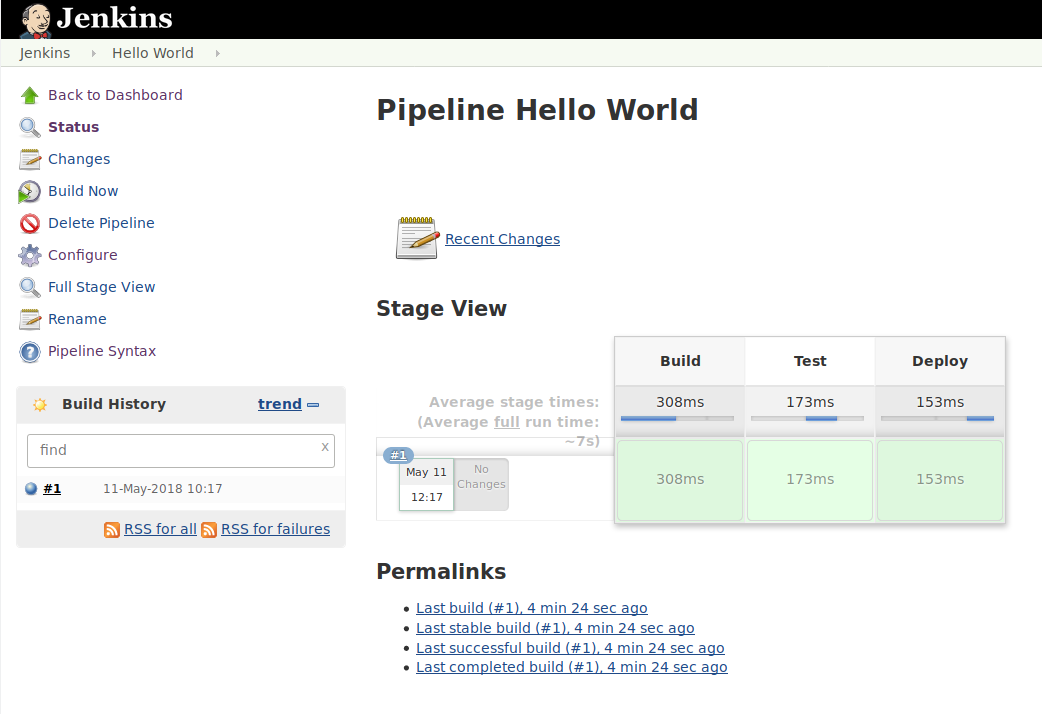 Jenkins
Jenkins Hello World
Back to Dashboard
Status
Changes
Build Now
Delete Pipeline
Configure
Full Stage View
Rename
Pipeline Syntax
Build History trend
find x
#1 11-May-2018 10:17
RSS for all RSS for failures
Pipeline Hello World
Recent Changes
Stage View
Build Test Deploy
Average stage times: 308ms 173ms 153ms
(Average full run time:
~7s)
#1
May 11
12:17
No
Changes
308ms 173ms 153ms
Permalinks
Last build (#1), 4 min 24 sec ago
Last stable build (#1), 4 min 24 sec ago
Last successful build (#1), 4 min 24 sec ago
Last completed build (#1), 4 min 24 sec ago